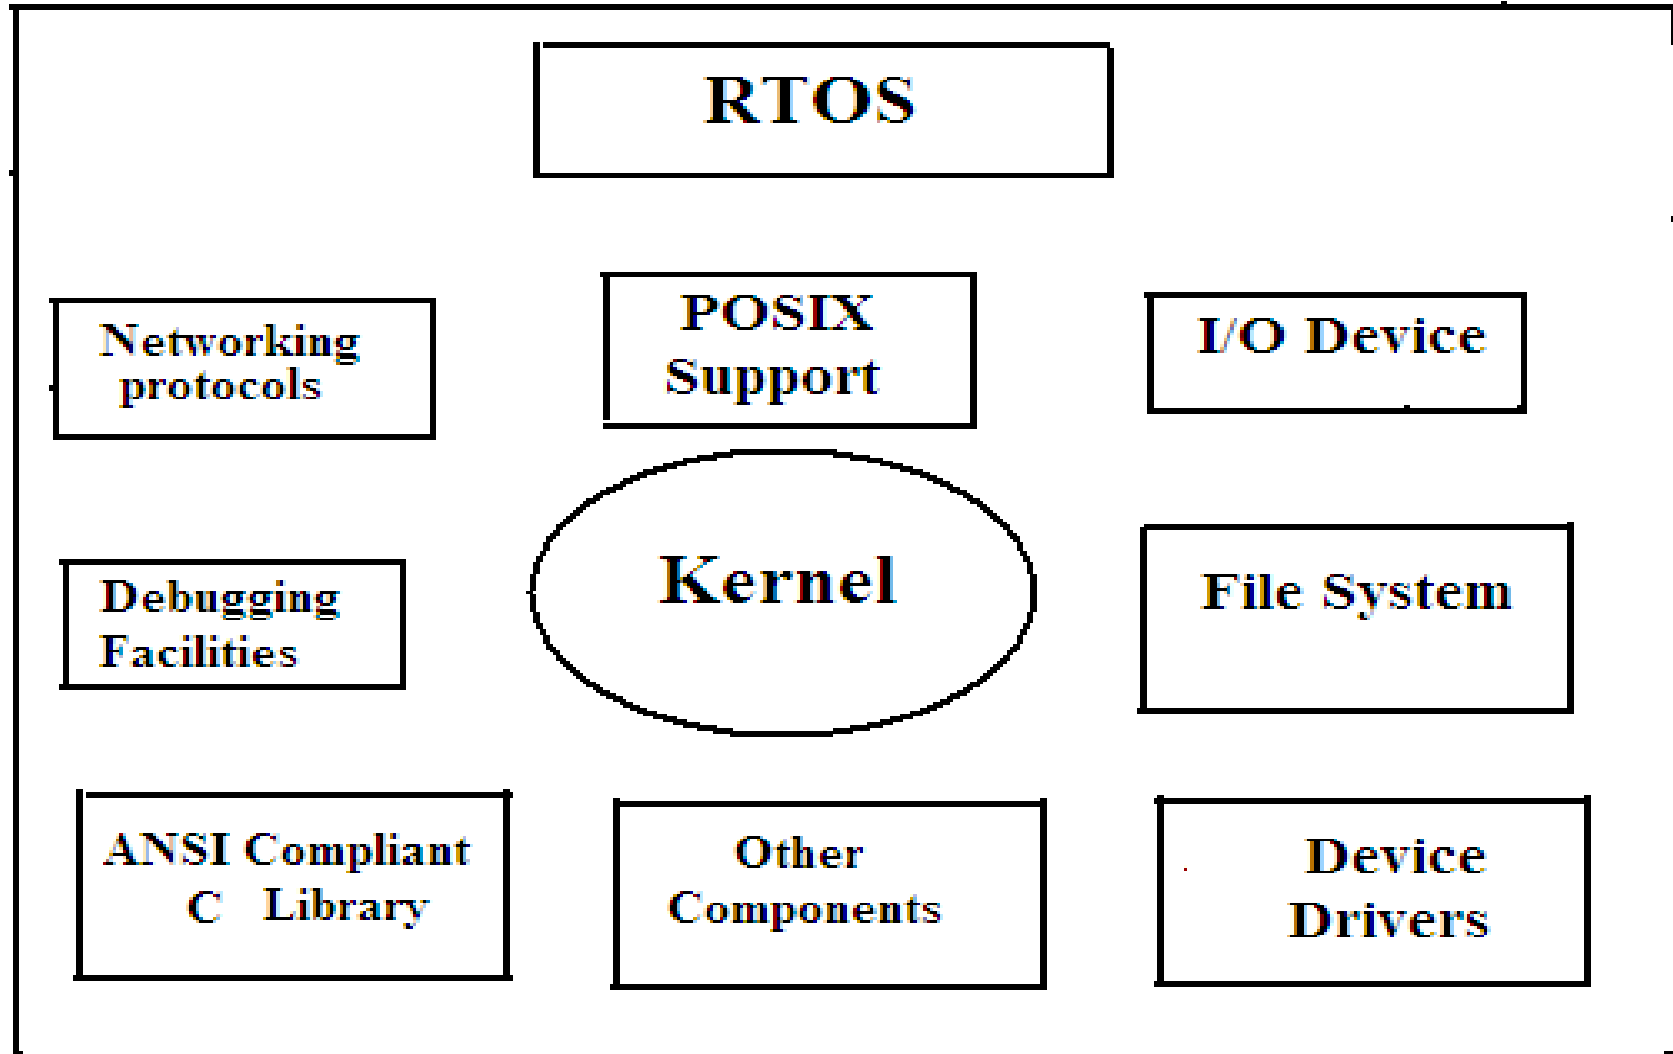 RTOS
Networking
protocols
POSIX
Support
I/O Device
Debugging
Facilities
Kernel
File System
ANSI Compliant
C Library
Other
Components
Device
Drivers